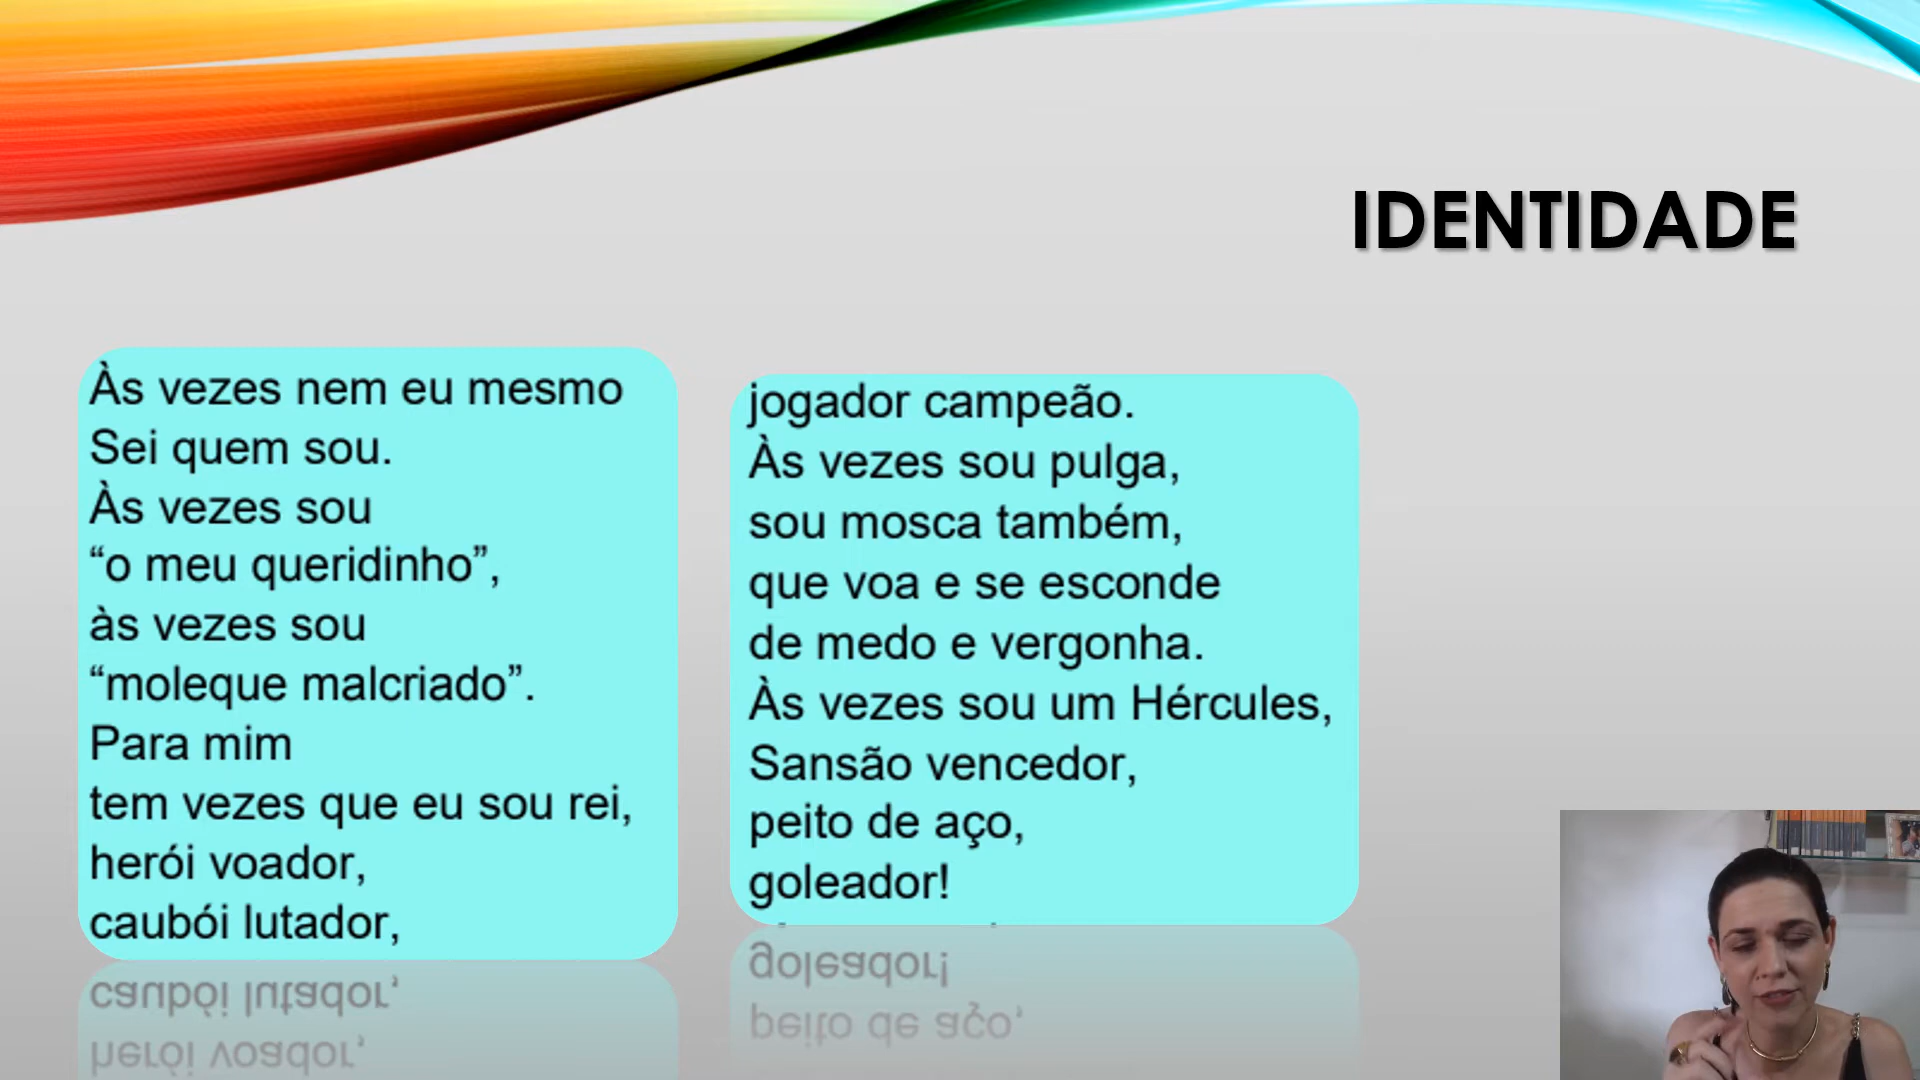 IDENTIDADE
Às vezes nem eu mesmo
Sei quem sou.
Às vezes sou
“o meu queridinho”,
às vezes sou
“moleque malcriado”.
Para mim
tem vezes que eu sou rei,
herói voador,
caubói lutador,
jogador campeão.
Às vezes sou pulga,
sou mosca também,
que voa e se esconde
de medo e vergonha.
Às vezes sou um Hércules,
Sansão vencedor,
peito de aço,
goleador!